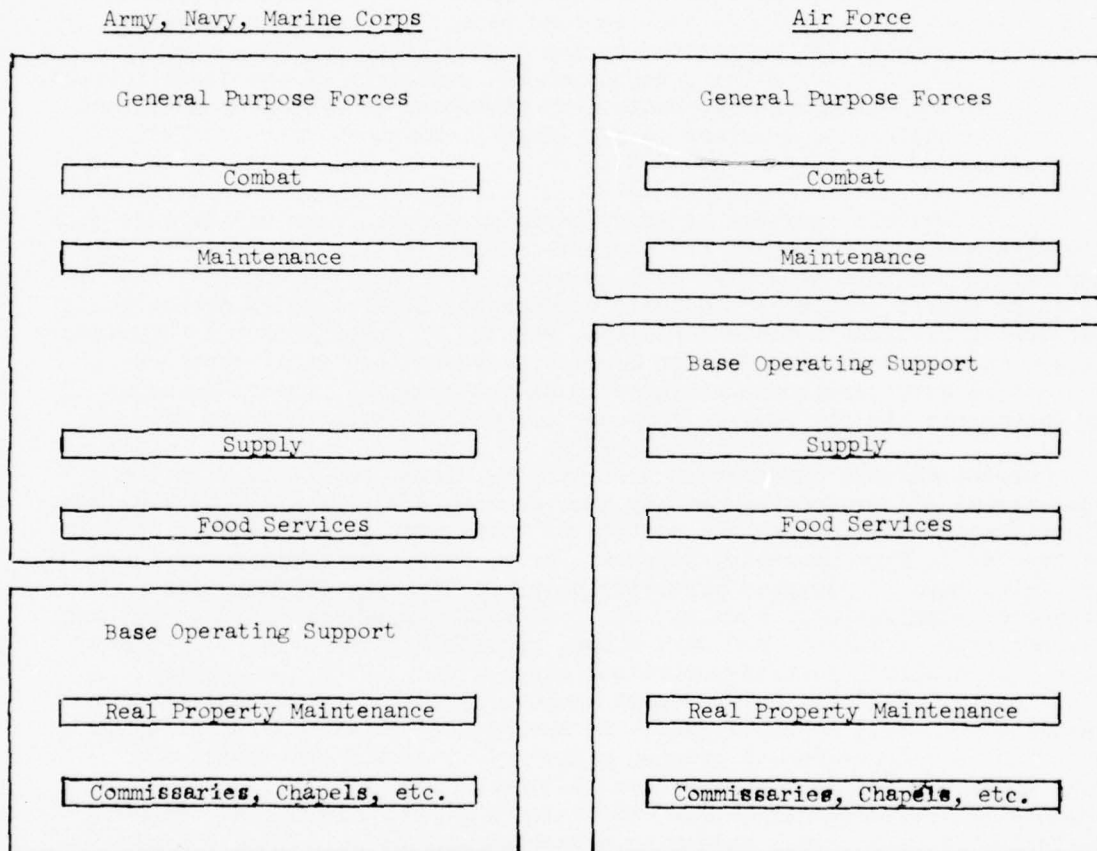 Army, Navy, Marine Corps
General Purpose Forces
Combat
Maintenance
Supply
Food Services
Base Operating Support
Real Property Maintenance
Commissaries, Chapels, etc.
Air Force
General Purpose Forces
Combat
Maintenance
Base Operating Support
Supply
Food Services
Real Property Maintenance
Commissaries, Chapels, etc.